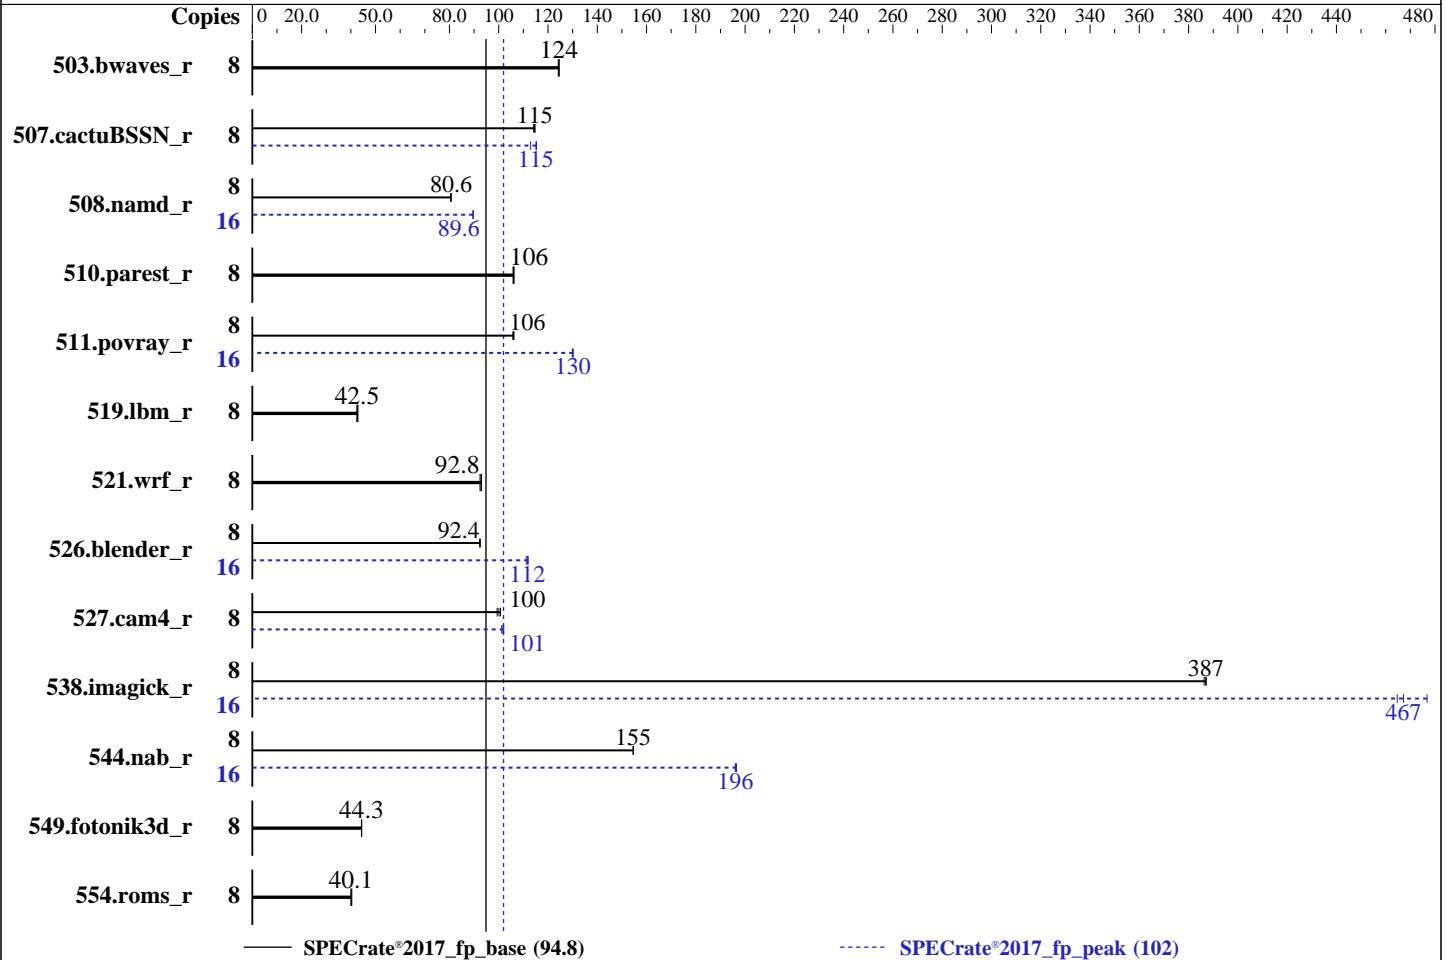 Copies 0 20.0 50.0 80.0 100 120 140 160 180 200 220 240 260 280 300 320 340 360 380 400 420 440 480
503.bwaves_r 8 124
507.cactuBSSN_r 8 115
115
508.namd_r 8 80.6
16 89.6
510.parest_r 8 106
511.povray_r 8 106
16 130
519.lbm_r 8 42.5
521.wrf_r 8 92.8
526.blender_r 8 92.4
16 112
527.cam4_r 8 100
101
538.imagick_r 8 387
16 467
544.nab_r 8 155
16 196
549.fotonik3d_r 8 44.3
554.roms_r 8 40.1
SPECrate®2017_fp_base (94.8) SPECrate®2017_fp_peak (102)